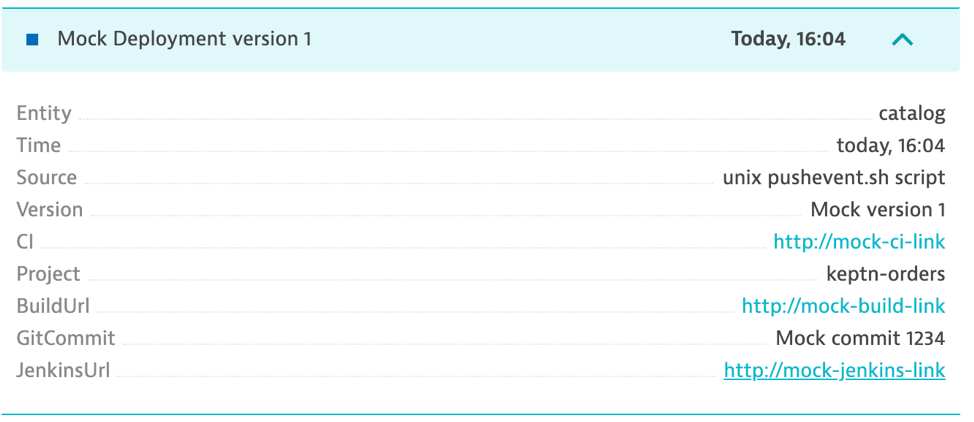 Mock Deployment version 1 Today, 16:04
Entity catalog
Time today, 16:04
Source unix pushevent.sh script
Version Mock version 1
CI http://mock-ci-link
Project keptn-orders
BuildUrl http://mock-build-link
GitCommit Mock commit 1234
JenkinsUrl http://mock-jenkins-link